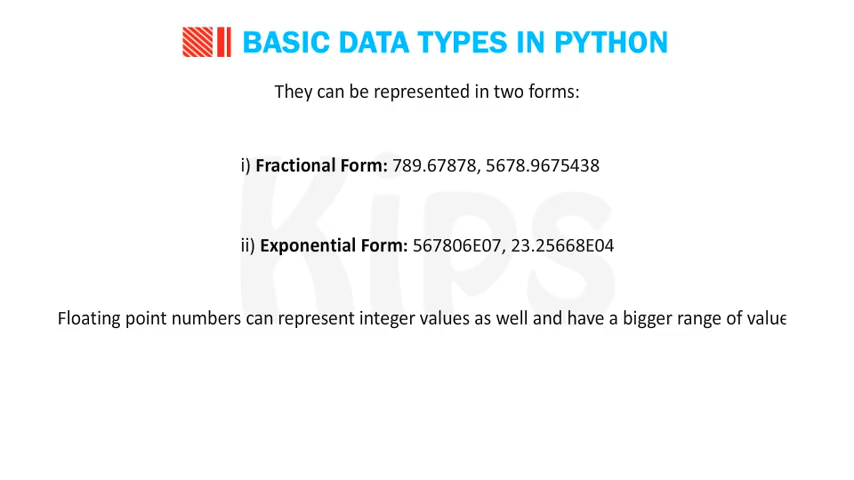 BASIC DATA TYPES IN PYTHON
They can be represented in two forms:
i) Fractional Form: 789.67878, 5678.9675438
ii) Exponential Form: 567806E07, 23.25668E04
Kips
Floating point numbers can represent integer values as well and have a bigger range of value